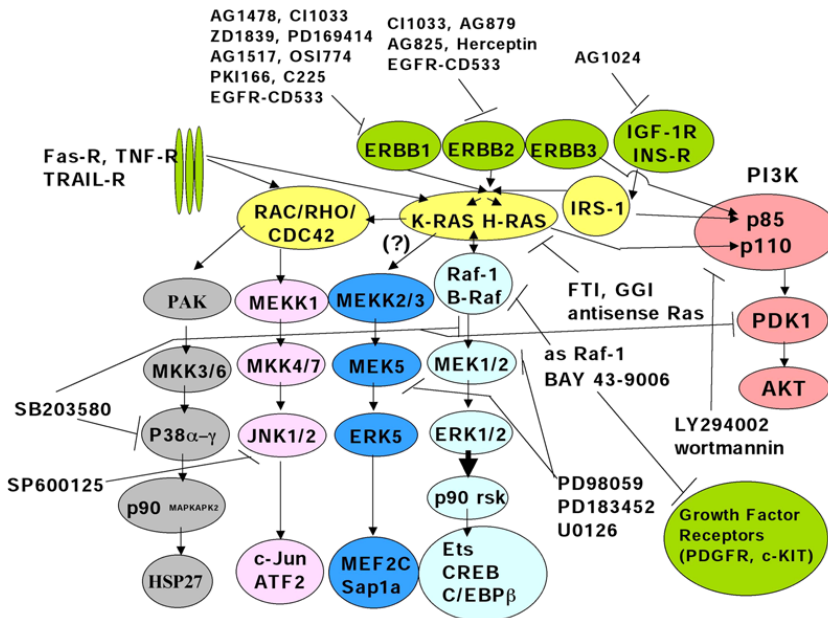 AG1478, CI1033
ZD1839, PD169414
AG1517, OSI774
PKI166, C225
EGFR-CD533
CI1033, AG879
AG825, Herceptin
EGFR-CD533
AG1024
Fas-R, TNF-R
TRAIL-R
ERBB1
ERBB2
ERBB3
IGF-1R
INS-R
PI3K
RAC/RHO/
CDC42
K-RAS H-RAS
IRS-1
p85
p110
(?)
PAK
MEKK1
MEKK2/3
Raf-1
B-Raf
FTI, GGI
antisense Ras
PDK1
MKK3/6
MKK4/7
MEK5
MEK1/2
as Raf-1
BAY 43-9006
AKT
SB203580
P38α–γ
JNK1/2
ERK5
ERK1/2
LY294002
wortmannin
SP600125
p90 MAPKAPK2
p90 rsk
PD98059
PD183452
U0126
Growth Factor
Receptors
(PDGFR, c-KIT)
HSP27
c-Jun
ATF2
MEF2C
Sap1a
Ets
CREB
C/EBPβ